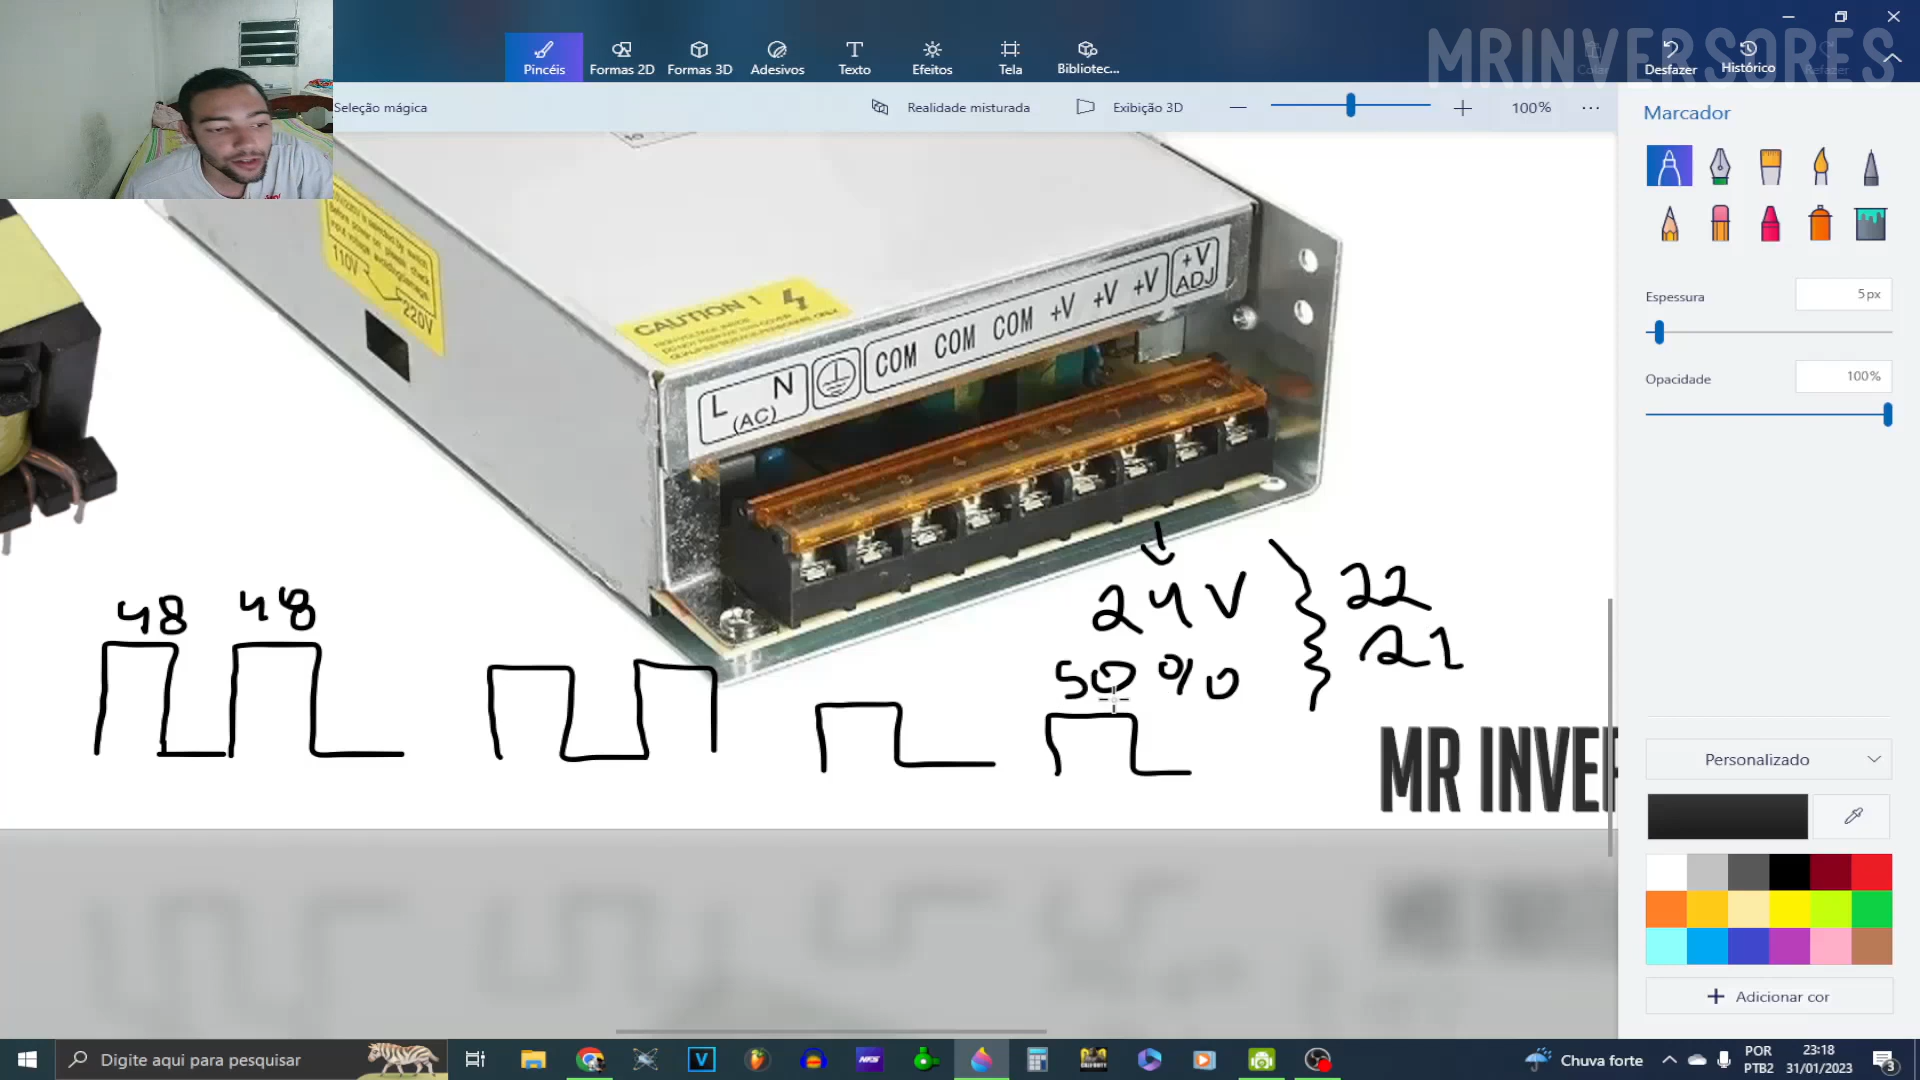 MRINVERSORES
Pincéis
Formas 2D
Formas 3D
Adesivos
Texto
Efeitos
Tela
Bibliotec...
Desfazer
Histórico
Seleção mágica
Realidade misturada
Exibição 3D
100%
Marcador
Espessura
5px
Opacidade
100%
110V
220V
CAUTION !
L N
(AC)
COM COM COM +V +V +V
+V
ADJ
24V
50%
22
21
48 48
MR INVE
Personalizado
Adicionar cor
Digite aqui para pesquisar
V
NFS
Chuva forte
POR
PTB2
23:18
31/01/2023
3